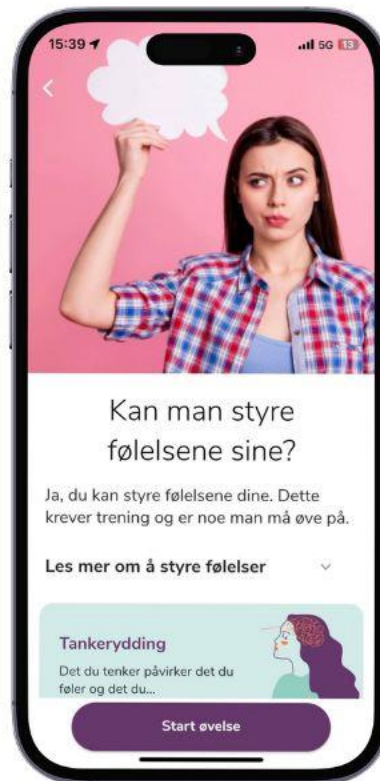 15:39
5G 13
Kan man styre
følelsene sine?
Ja, du kan styre følelsene dine. Dette
krever trening og er noe man må øve på.
Les mer om å styre følelser
Tankerydding
Det du tenker påvirker det du
føler og det du...
Start øvelse